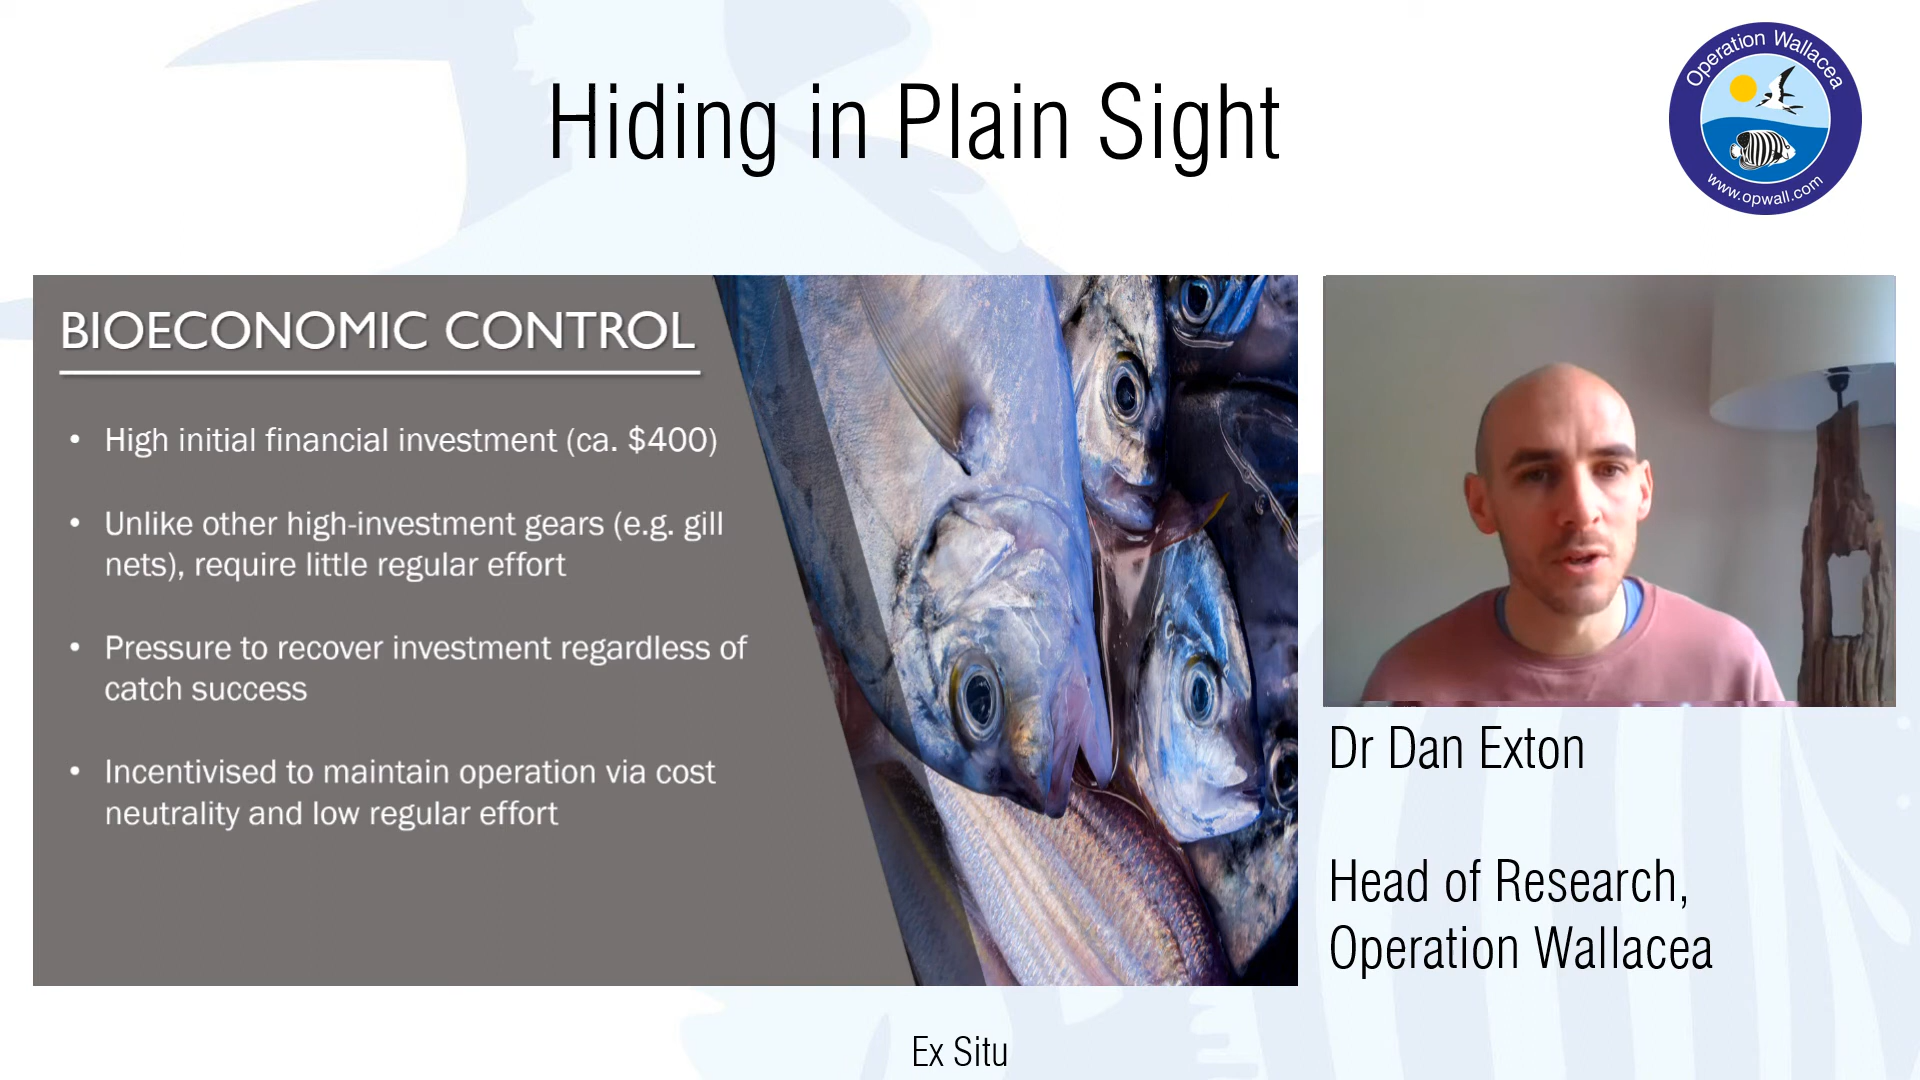 Hiding in Plain Sight
Operation Wallacea
www.opwall.com
BIOECONOMIC CONTROL
• High initial financial investment (ca. $400)
• Unlike other high-investment gears (e.g. gill
nets), require little regular effort
• Pressure to recover investment regardless of
catch success
• Incentivised to maintain operation via cost
neutrality and low regular effort
Dr Dan Exton
Head of Research,
Operation Wallacea
Ex Situ